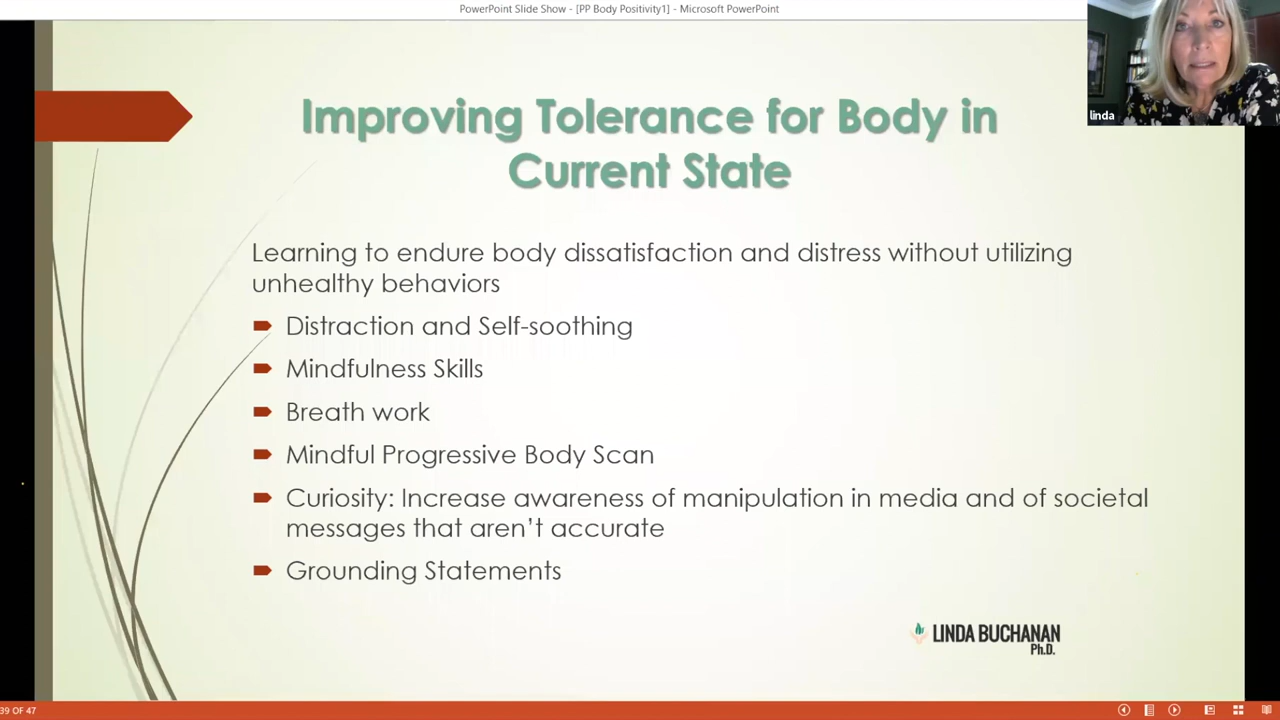 PowerPoint Slide Show - [PP Body Positivity1] - Microsoft PowerPoint
linda
Improving Tolerance for Body in
Current State
Learning to endure body dissatisfaction and distress without utilizing
unhealthy behaviors
Distraction and Self-soothing
Mindfulness Skills
Breath work
Mindful Progressive Body Scan
Curiosity: Increase awareness of manipulation in media and of societal
messages that aren't accurate
Grounding Statements
LINDA BUCHANAN
Ph.D.
39 OF 47